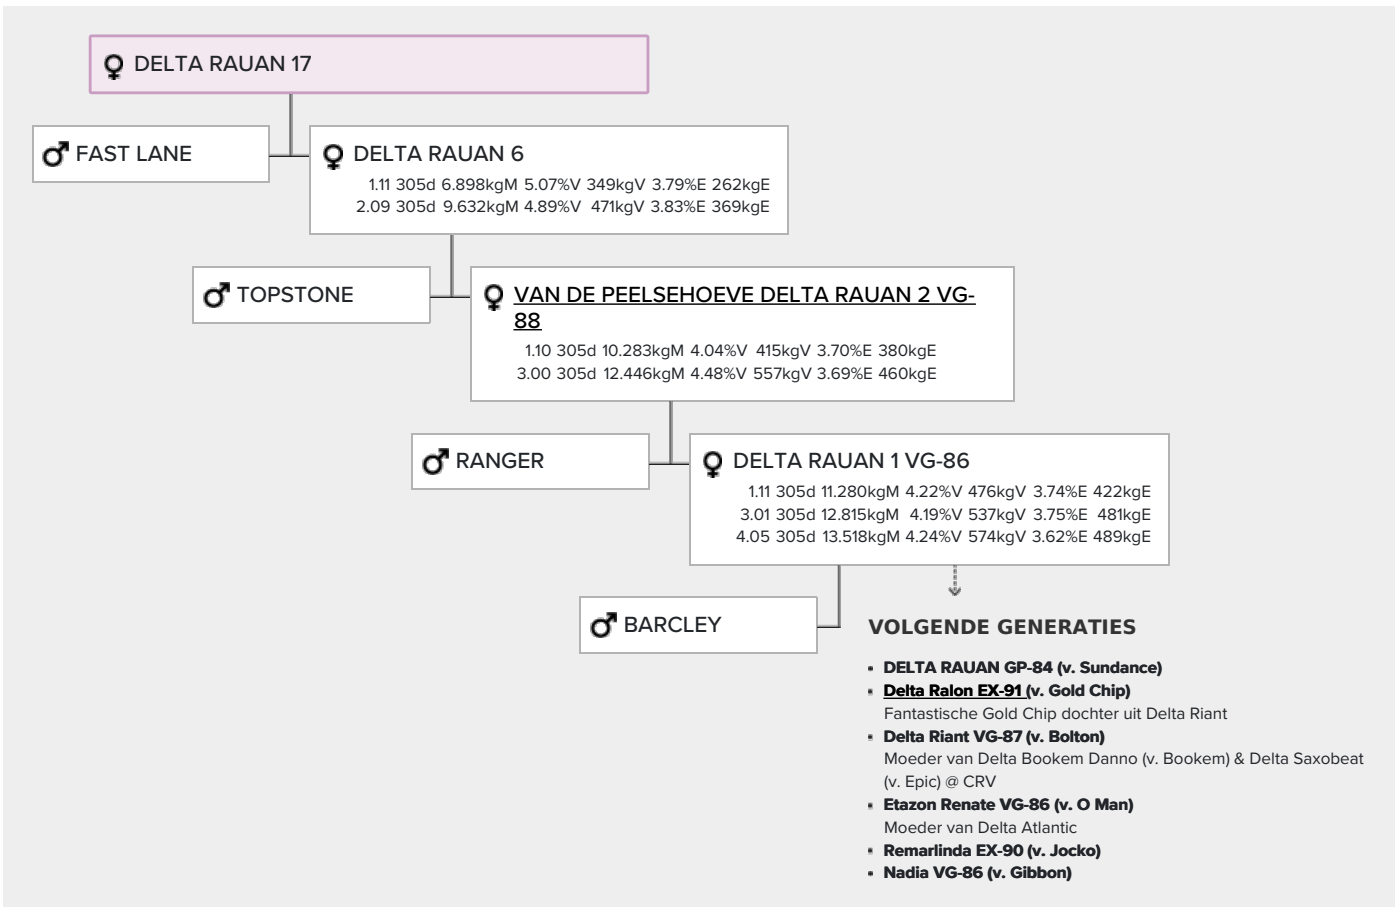 DELTA RAUAN 17
FAST LANE
DELTA RAUAN 6
1.11 305d 6.898kgM 5.07%V 349kgV 3.79%E 262kgE
2.09 305d 9.632kgM 4.89%V 471kgV 3.83%E 369kgE
TOPSTONE
VAN DE PEELSEHOEVE DELTA RAUAN 2 VG-
88
1.10 305d 10.283kgM 4.04%V 415kgV 3.70%E 380kgE
3.00 305d 12.446kgM 4.48%V 557kgV 3.69%E 460kgE
RANGER
DELTA RAUAN 1 VG-86
1.11 305d 11.280kgM 4.22%V 476kgV 3.74%E 422kgE
3.01 305d 12.815kgM 4.19%V 537kgV 3.75%E 481kgE
4.05 305d 13.518kgM 4.24%V 574kgV 3.62%E 489kgE
BARCLEY
VOLGENDE GENERATIES
DELTA RAUAN GP-84 (v. Sundance)
Delta Ralon EX-91 (v. Gold Chip)
Fantastische Gold Chip dochter uit Delta Riant
Delta Riant VG-87 (v. Bolton)
Moeder van Delta Bookem Danno (v. Bookem) & Delta Saxobeat
(v. Epic) @ CRV
Etazon Renate VG-86 (v. O Man)
Moeder van Delta Atlantic
Remarlinda EX-90 (v. Jocko)
Nadia VG-86 (v. Gibbon)